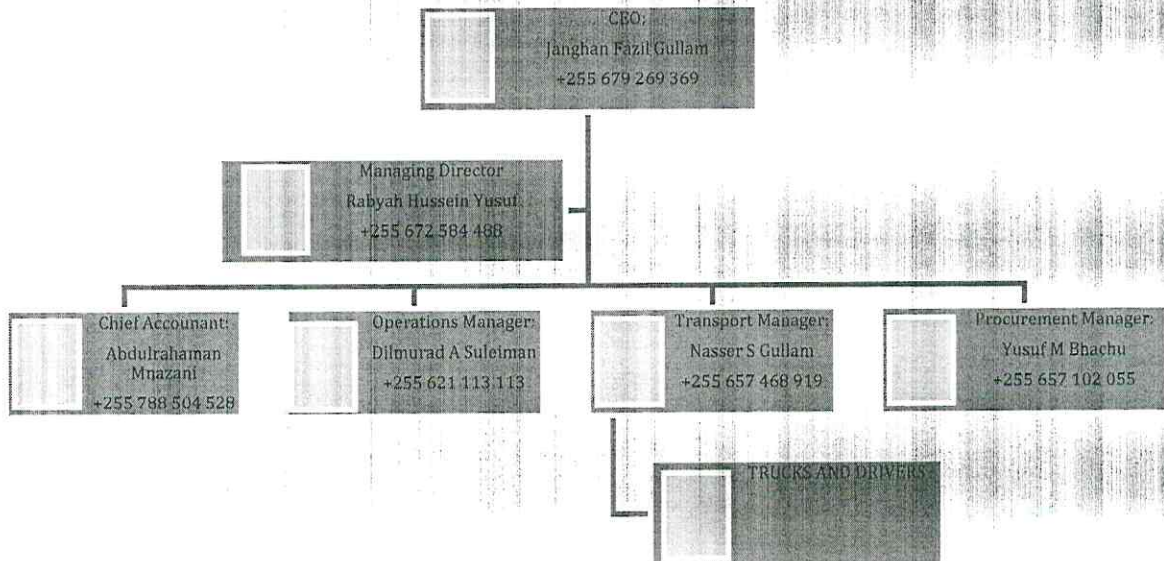 CEO:
Janghan Fazil Gullam
+255 679 269 369
Managing Director
Rabyah Hussein Yusuf
+255 672 584 488
Chief Accounant:
Abdulrahaman
Mnazani
+255 788 504 528
Operations Manager:
Dilmurad A Suleiman
+255 621 113 113
Transport Manager:
Nasser S Gullam
+255 657 468 919
Procurement Manager:
Yusuf M Bhachu
+255 657 102 055
TRUCKS AND DRIVERS